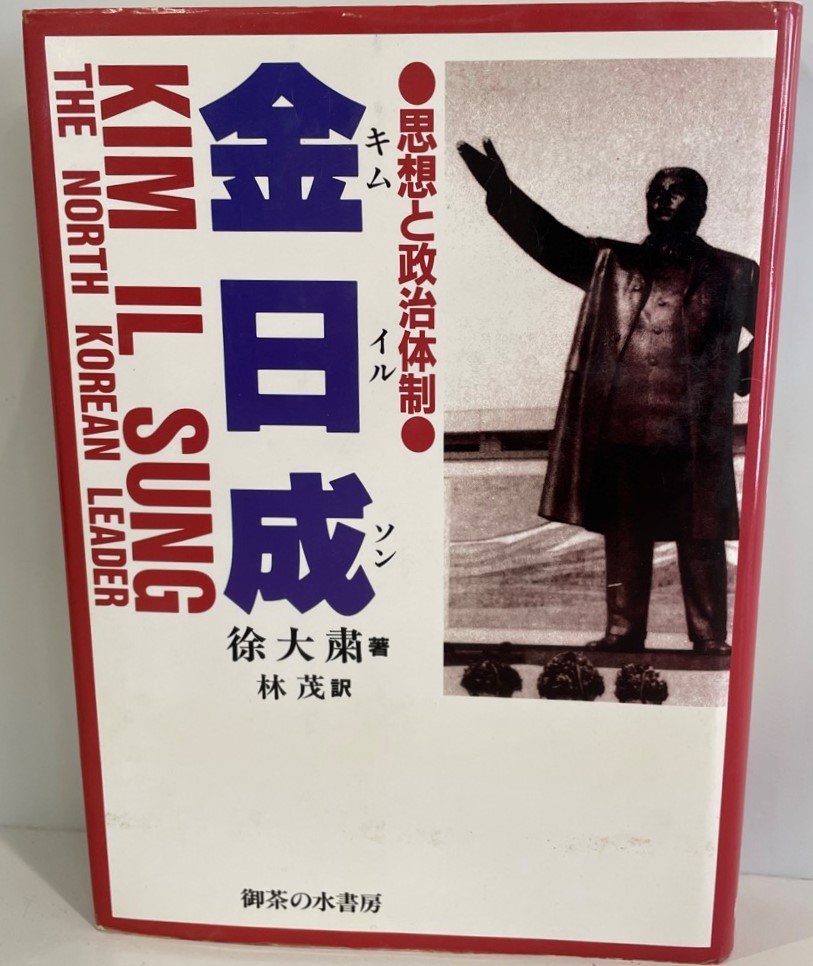 ●思想と政治体制●
金日成
キム イル ソン
KIM IL SUNG
THE NORTH KOREAN LEADER
徐大粛著
林茂訳
御茶の水書房